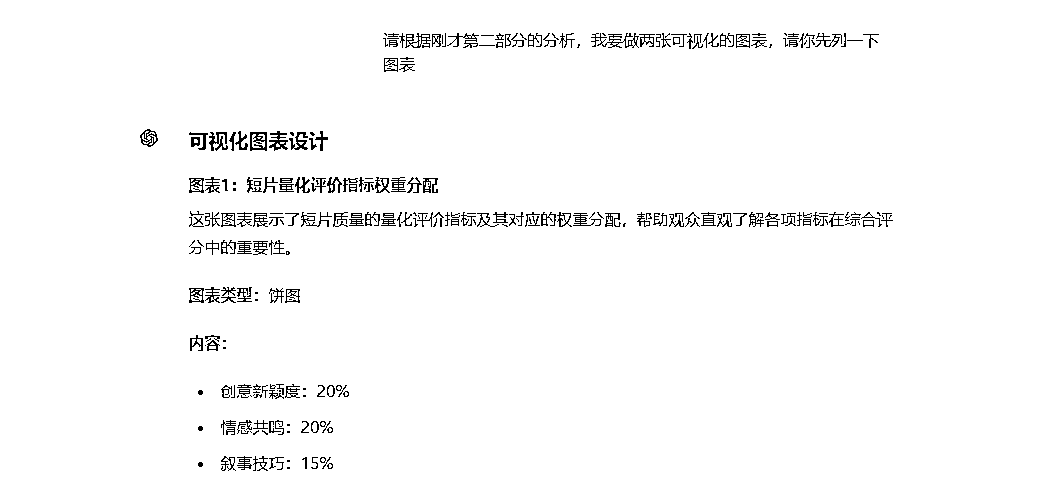 请根据刚才第二部分的分析，我要做两张可视化的图表，请你先列一下
图表
可视化图表设计
图表1：短片量化评价指标权重分配
这张图表展示了短片质量的量化评价指标及其对应的权重分配，帮助观众直观了解各项指标在综合评
分中的重要性。
图表类型：饼图
内容：
• 创意新颖度：20%
• 情感共鸣：20%
• 叙事技巧：15%